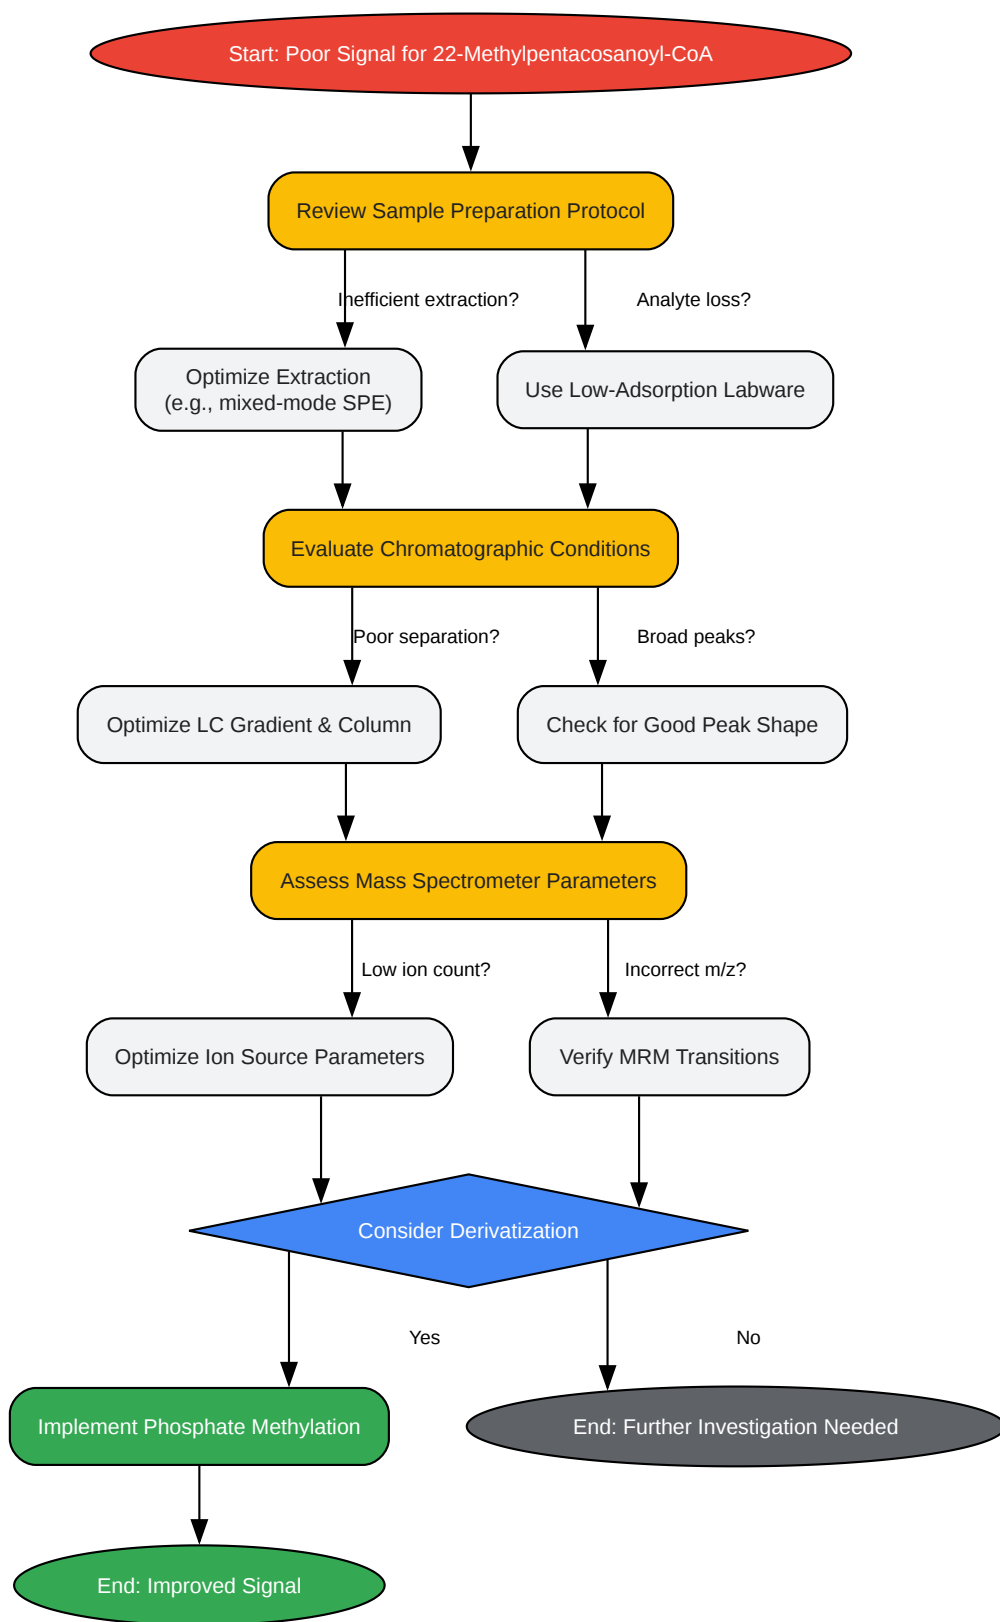 Start: Poor Signal for 22-Methylpentacosanoyl-CoA
Review Sample Preparation Protocol
Inefficient extraction?
Analyte loss?
Optimize Extraction
(e.g., mixed-mode SPE)
Use Low-Adsorption Labware
Evaluate Chromatographic Conditions
Poor separation?
Broad peaks?
Optimize LC Gradient & Column
Check for Good Peak Shape
Assess Mass Spectrometer Parameters
Low ion count?
Incorrect m/z?
Optimize Ion Source Parameters
Verify MRM Transitions
Consider Derivatization
Yes
No
Implement Phosphate Methylation
End: Further Investigation Needed
End: Improved Signal